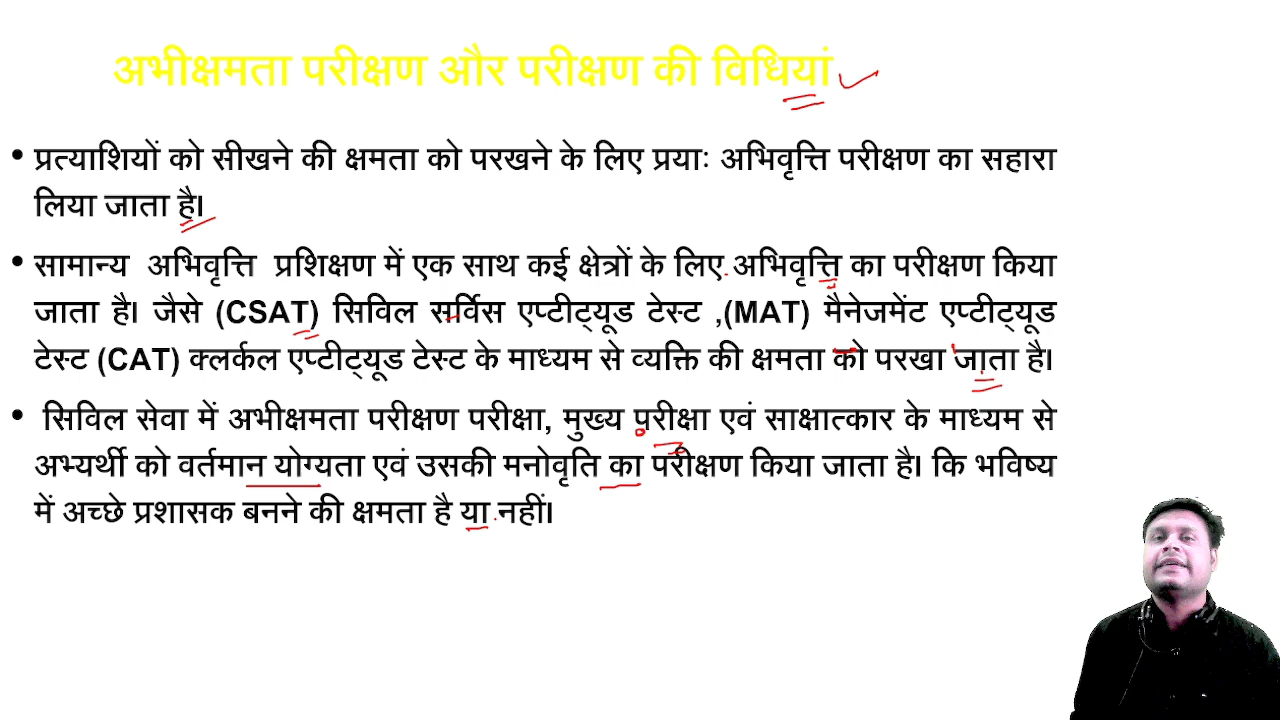 अभीक्षमता परीक्षण और परीक्षण की विधियां
• प्रत्याशियों को सीखने की क्षमता को परखने के लिए प्रयाः अभिवृत्ति परीक्षण का सहारा
लिया जाता है।
• सामान्य अभिवृत्ति प्रशिक्षण में एक साथ कई क्षेत्रों के लिए अभिवृत्ति का परीक्षण किया
जाता है। जैसे (CSAT) सिविल सर्विस एप्टीट्यूड टेस्ट ,(MAT) मैनेजमेंट एप्टीट्यूड
टेस्ट (CAT) क्लर्कल एप्टीट्यूड टेस्ट के माध्यम से व्यक्ति की क्षमता को परखा जाता है।
• सिविल सेवा में अभीक्षमता परीक्षण परीक्षा, मुख्य परीक्षा एवं साक्षात्कार के माध्यम से
अभ्यर्थी को वर्तमान योग्यता एवं उसकी मनोवृति का परीक्षण किया जाता है। कि भविष्य
में अच्छे प्रशासक बनने की क्षमता है या नहीं।